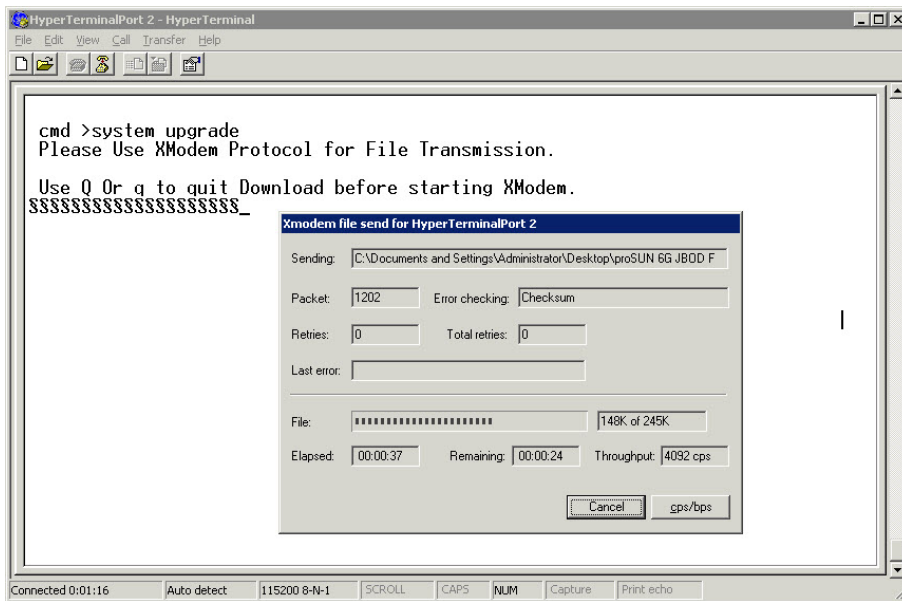 HyperTerminalPort 2 - HyperTerminal
File Edit View Call Transfer Help
cmd >system upgrade
Please Use XModem Protocol for File Transmission.
Use Q Or q to quit Download before starting XModem.
§§§§§§§§§§§§§§§§§§§§_
Xmodem file send for HyperTerminalPort 2
Sending: C:\Documents and Settings\Administrator\Desktop\proSUN 6G JBOD F
Packet: 1202 Error checking: Checksum
Retries: 0 Total retries: 0
Last error:
File: 148K of 245K
Elapsed: 00:00:37 Remaining: 00:00:24 Throughput: 4092 cps
Cancel cps/bps
Connected 0:01:16 Auto detect 115200 8-N-1 SCROLL CAPS NUM Capture Print echo